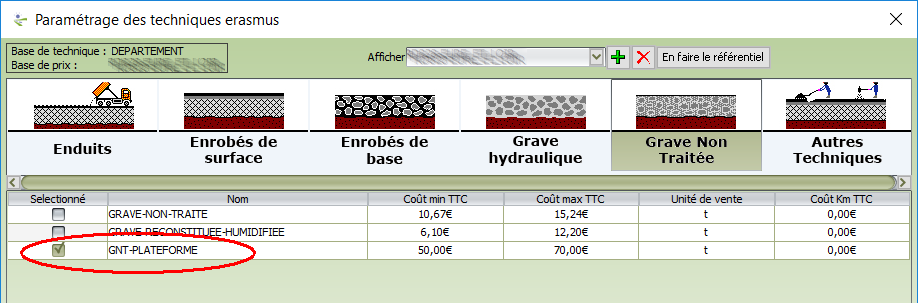 Paramétrage des techniques erasmus
Base de technique : DEPARTEMENT
Base de prix :
Afficher
En faire le référentiel
Enduits
Enrobés de surface
Enrobés de base
Grave hydraulique
Grave Non Traitée
Autres Techniques
Selectionné Nom Coût min TTC Coût max TTC Unité de vente Coût Km TTC
GRAVE-NON-TRAITE 10,67€ 15,24€ t 0,00€
GRAVE-RECONSTITUEE-HUMIDIFIEE 6,10€ 12,20€ t 0,00€
GNT-PLATEFORME 50,00€ 70,00€ t 0,00€